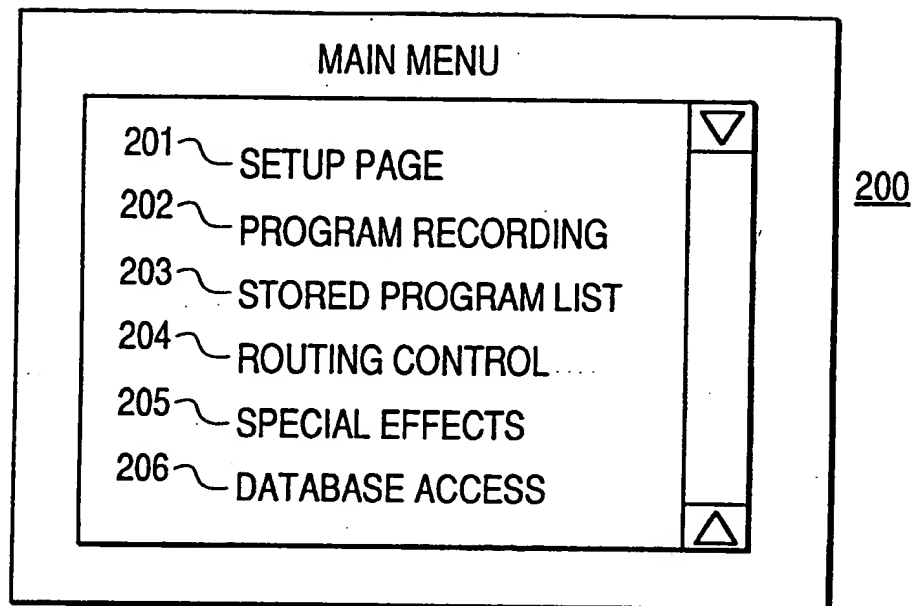 MAIN MENU
201 SETUP PAGE
200
202 PROGRAM RECORDING
203 STORED PROGRAM LIST
204 ROUTING CONTROL
205 SPECIAL EFFECTS
206 DATABASE ACCESS